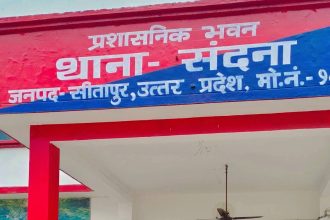 प्रशासनिक भवन
थाना- संदना
जनपद-सीतापुर,उत्तर प्रदेश, मो.नं.-